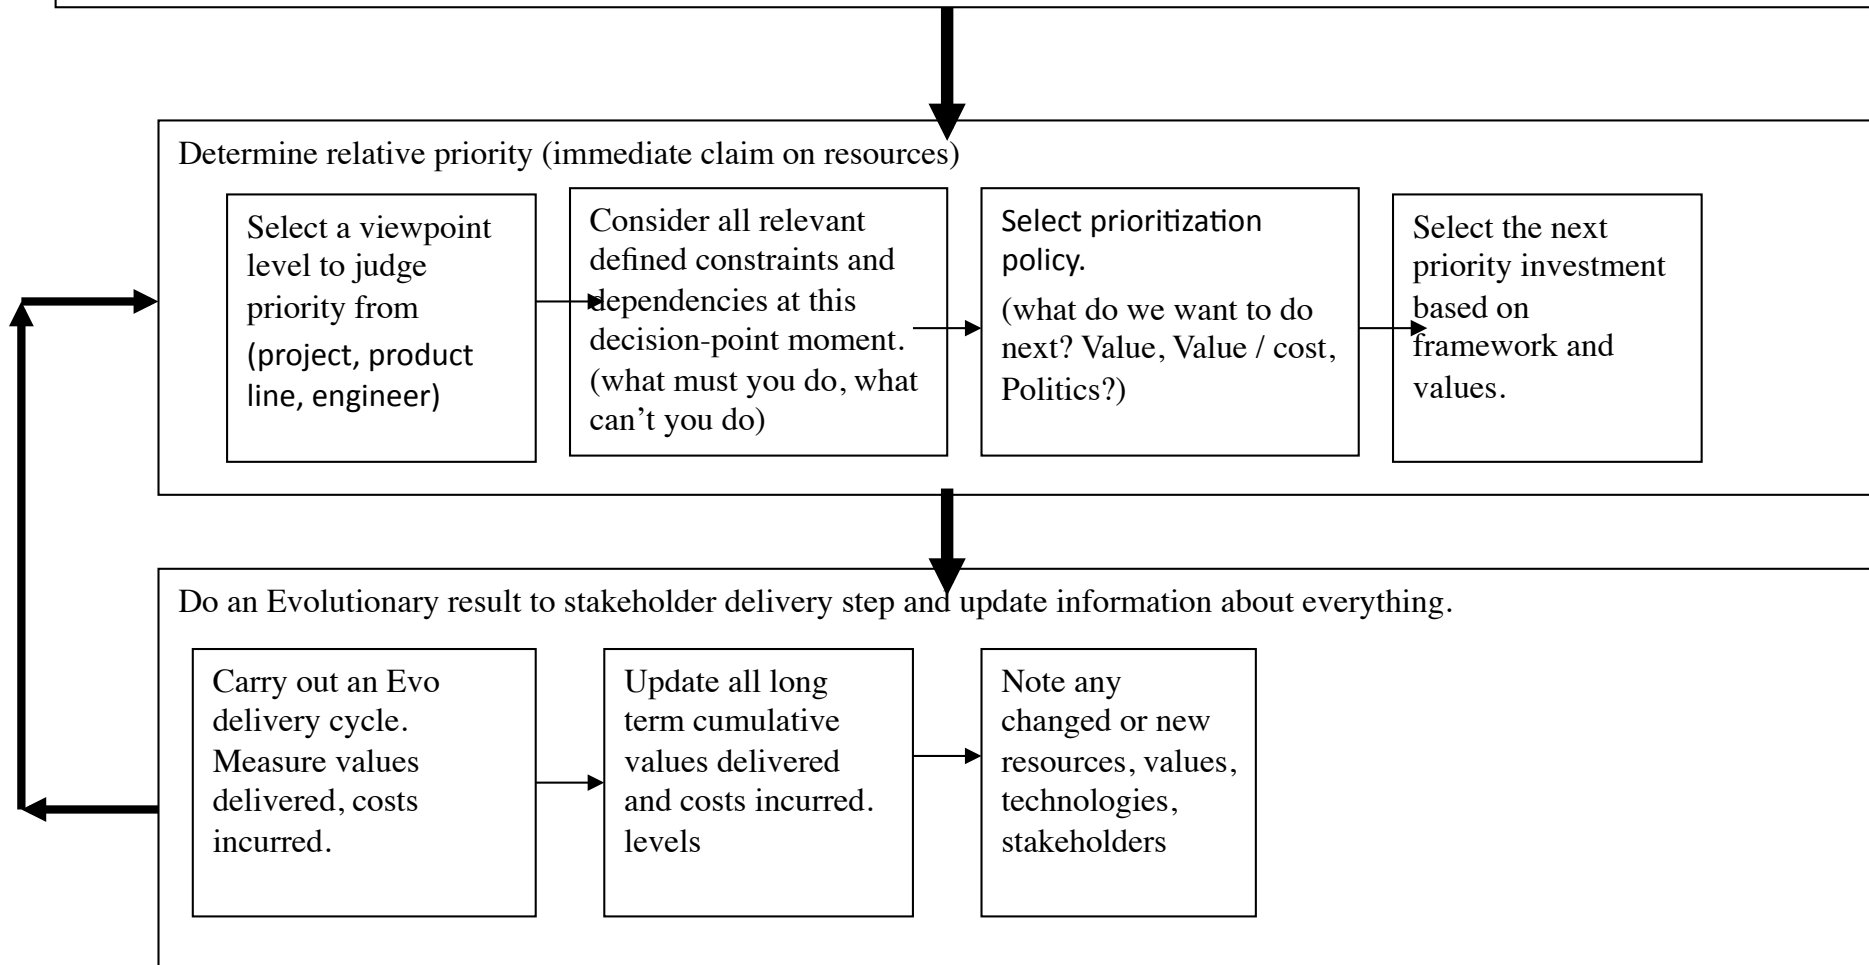 Determine relative priority (immediate claim on resources)
Select a viewpoint
level to judge
priority from
(project, product
line, engineer)
Consider all relevant
defined constraints and
dependencies at this
decision-point moment.
(what must you do, what
can’t you do)
Select prioritization
policy.
(what do we want to do
next? Value, Value / cost,
Politics?)
Select the next
priority investment
based on
framework and
values.
Do an Evolutionary result to stakeholder delivery step and update information about everything.
Carry out an Evo
delivery cycle.
Measure values
delivered, costs
incurred.
Update all long
term cumulative
values delivered
and costs incurred.
levels
Note any
changed or new
resources, values,
technologies,
stakeholders